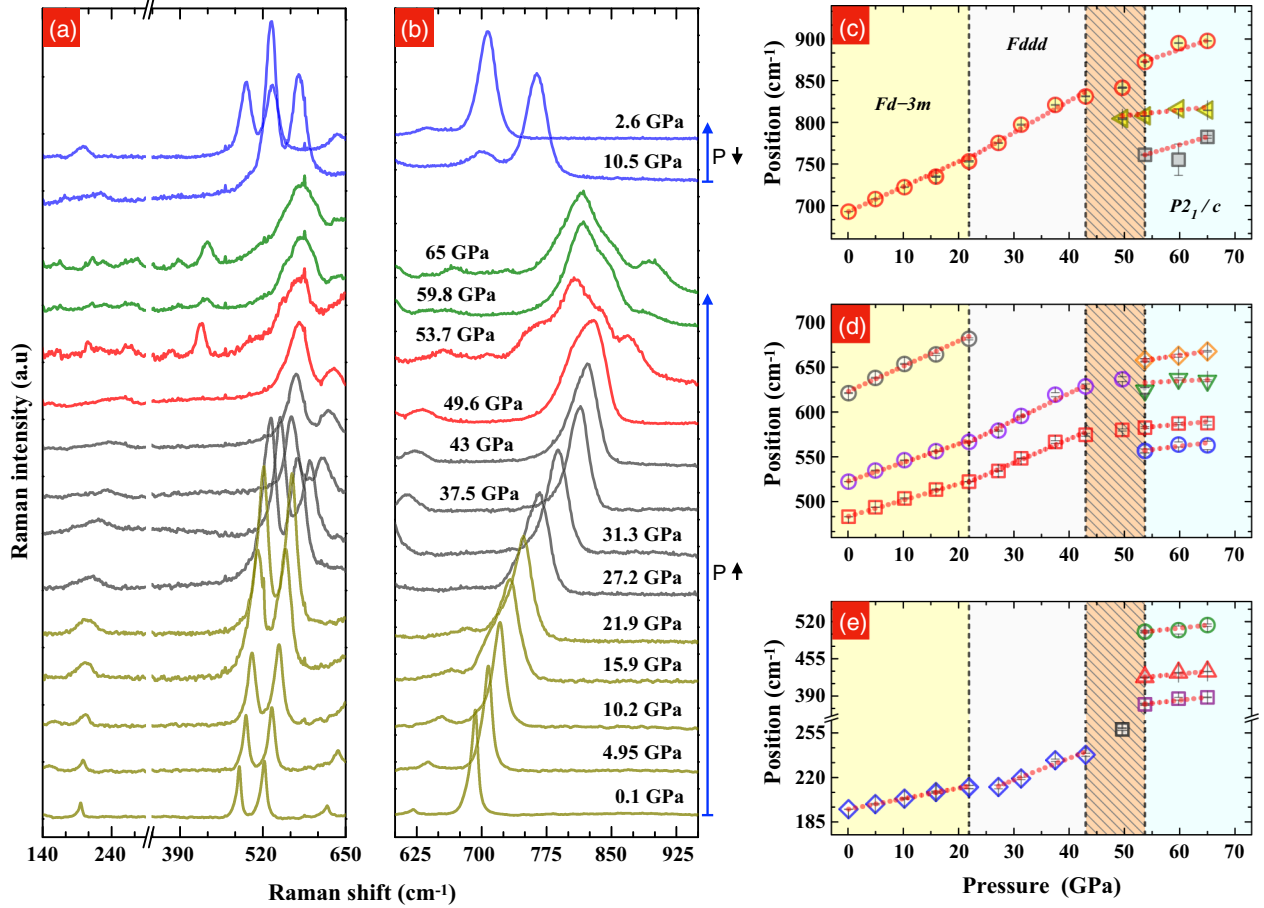 (a)
Raman intensity (a.u)
140
240
390
520
650
(b)
2.6 GPa
10.5 GPa
P ↓
65 GPa
59.8 GPa
53.7 GPa
49.6 GPa
43 GPa
37.5 GPa
31.3 GPa
27.2 GPa
P ↑
21.9 GPa
15.9 GPa
10.2 GPa
4.95 GPa
0.1 GPa
625
700
775
850
925
Raman shift (cm-1)
(c)
Position (cm-1)
900
850
800
750
700
Fd-3m
Fddd
P21 / c
0
10
20
30
40
50
60
70
(d)
Position (cm-1)
700
650
600
550
500
0
10
20
30
40
50
60
70
(e)
Position (cm-1)
520
455
390
255
220
185
0
10
20
30
40
50
60
70
Pressure (GPa)